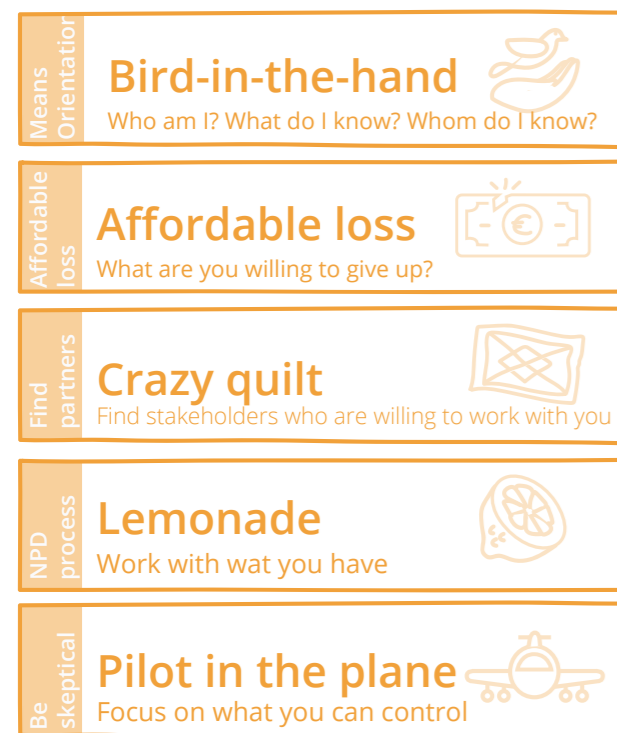 Means
Orientation
Bird-in-the-hand
Who am I? What do I know? Whom do I know?
Affordable
loss
Affordable loss
What are you willing to give up?
€
Find
partners
Crazy quilt
Find stakeholders who are willing to work with you
NPD
process
Lemonade
Work with wat you have
Be
skeptical
Pilot in the plane
Focus on what you can control